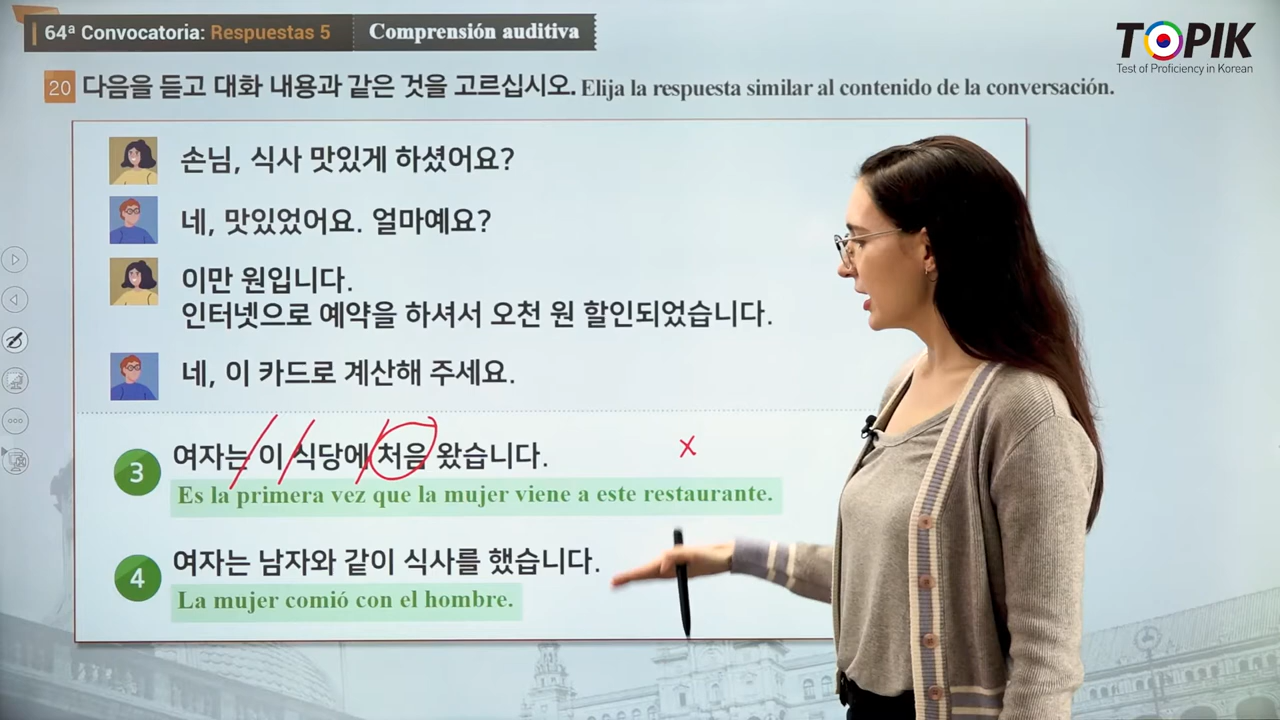 64ª Convocatoria: Respuestas 5 Comprensión auditiva
TOPIK
Test of Proficiency in Korean
20 다음을 듣고 대화 내용과 같은 것을 고르십시오. Elija la respuesta similar al contenido de la conversación.
손님, 식사 맛있게 하셨어요?
네, 맛있었어요. 얼마예요?
이만 원입니다.
인터넷으로 예약을 하셔서 오천 원 할인되었습니다.
네, 이 카드로 계산해 주세요.
3 여자는 이 식당에 처음 왔습니다. x
Es la primera vez que la mujer viene a este restaurante.
4 여자는 남자와 같이 식사를 했습니다.
La mujer comió con el hombre.